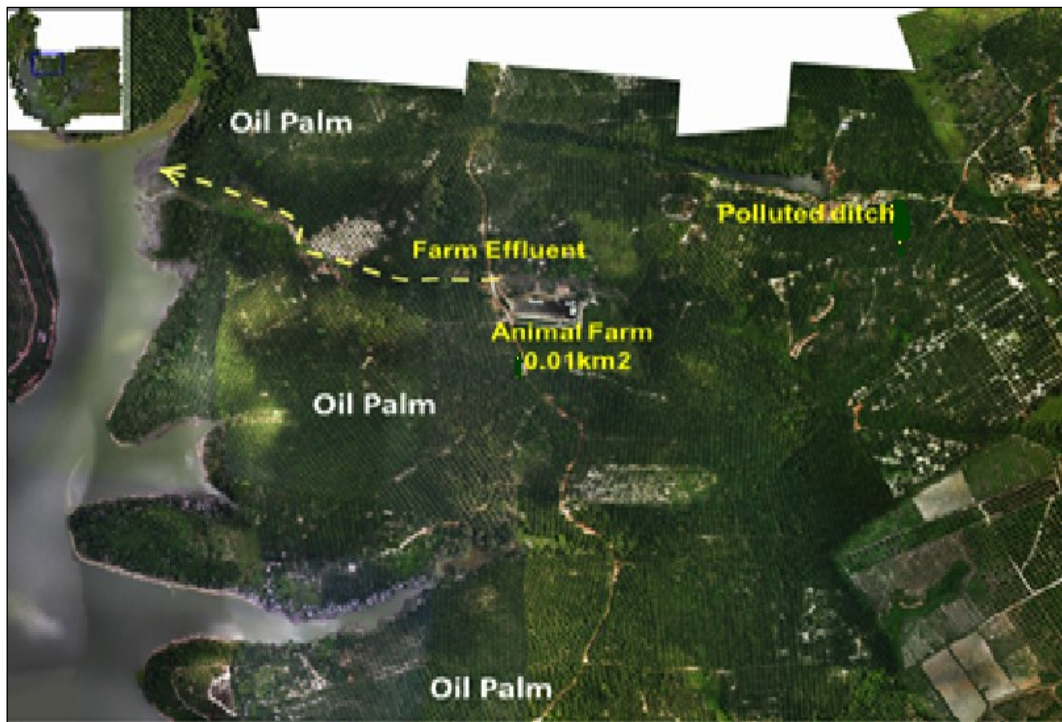 Oil Palm
Polluted ditch
Farm Effluent
Animal Farm
0.01km2
Oil Palm
Oil Palm